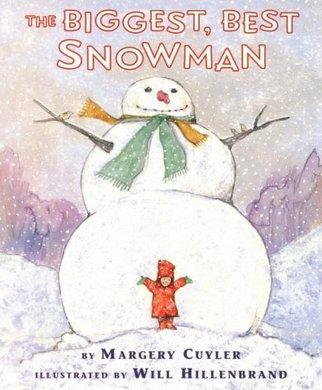 THE BIGGEST, BEST
SNOWMAN
BY MARGERY CUYLER
ILLUSTRATED BY WILL HILLENBRAND